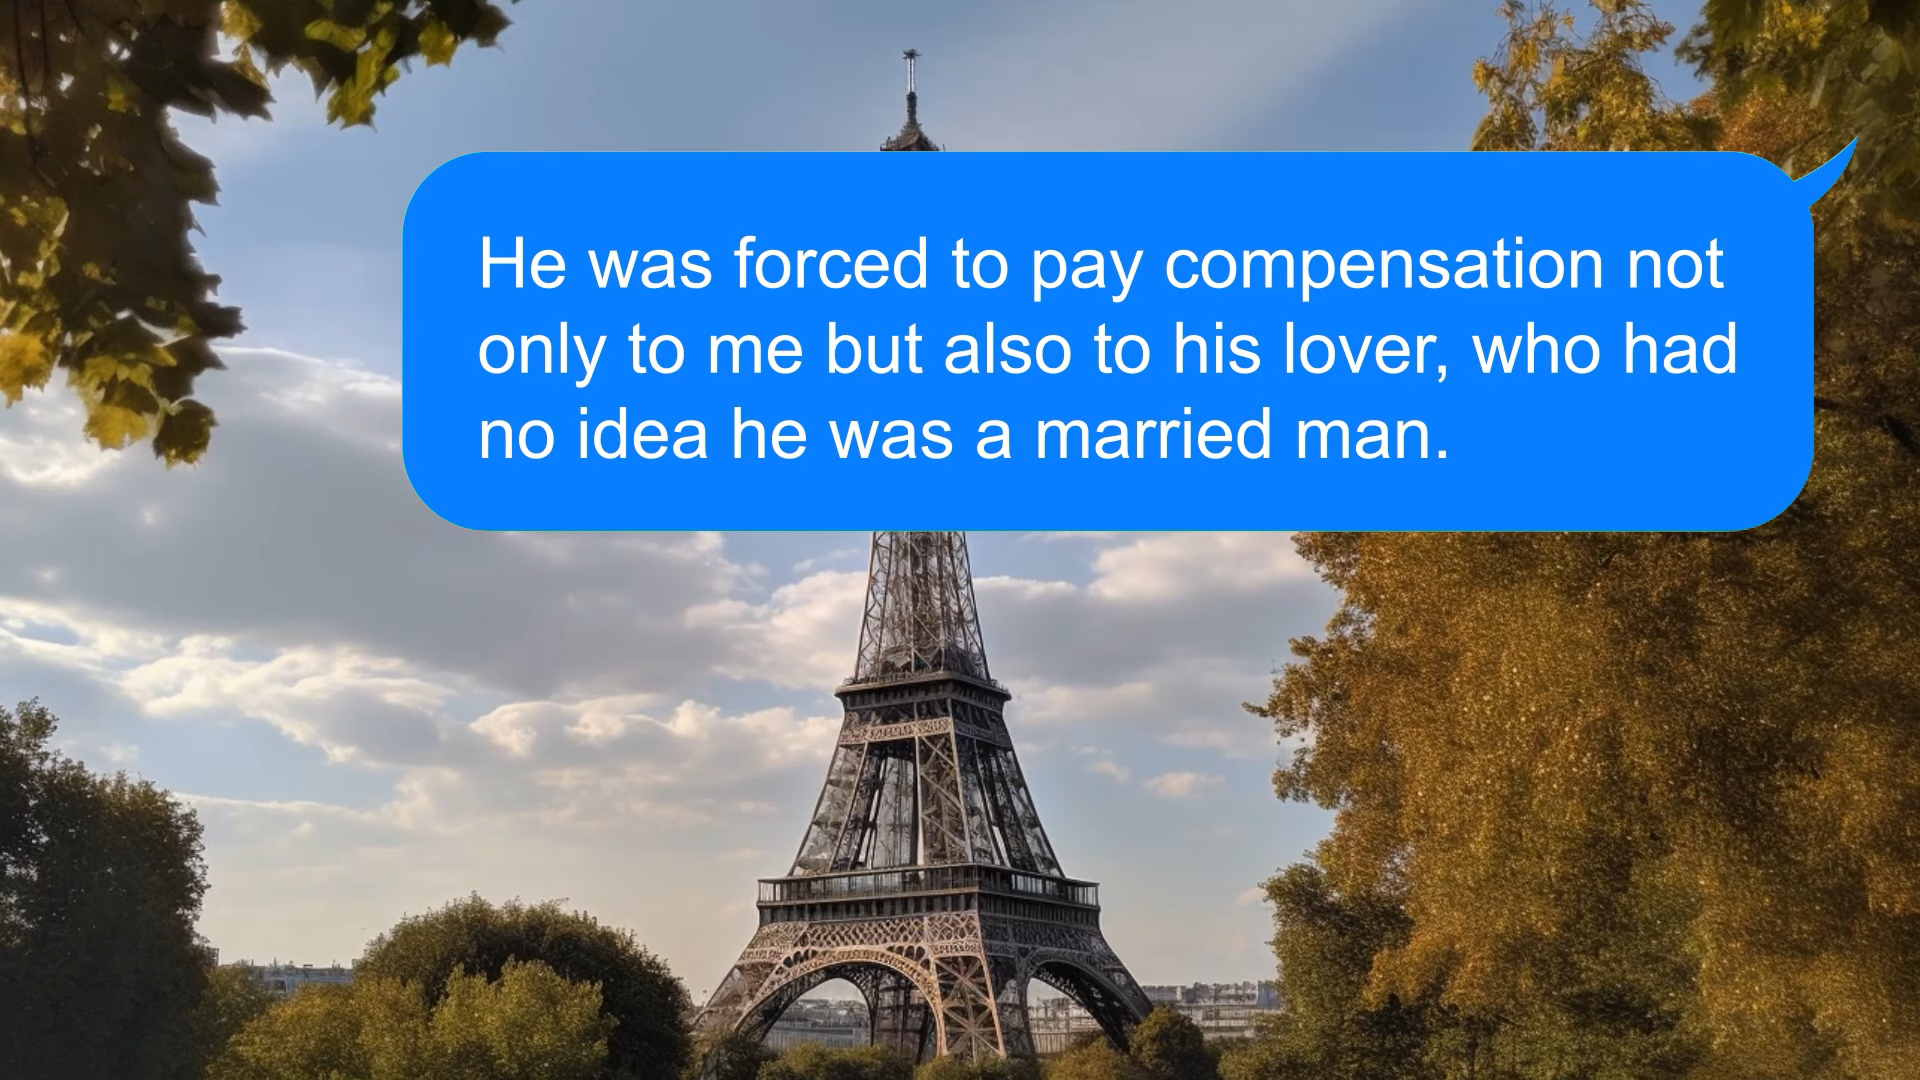 He was forced to pay compensation not
only to me but also to his lover, who had
no idea he was a married man.